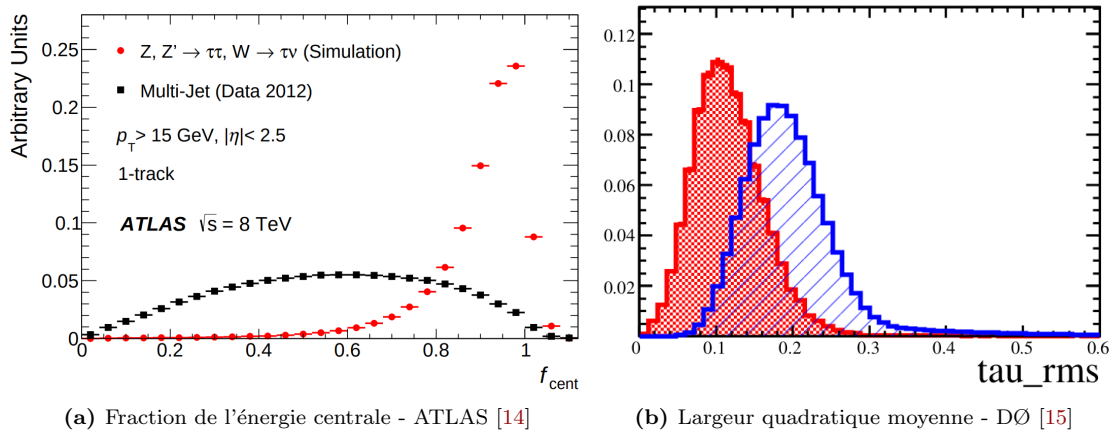 Arbitrary Units
0.25
0.2
0.15
0.1
0.05
0
Z, Z' → ττ, W → τν (Simulation)
Multi-Jet (Data 2012)
p_T > 15 GeV, |η| < 2.5
1-track
ATLAS √s = 8 TeV
0 0.2 0.4 0.6 0.8 1
f_cent
0.12
0.10
0.08
0.06
0.04
0.02
0 0.1 0.2 0.3 0.4 0.5 0.6
tau_rms
(a) Fraction de l'énergie centrale - ATLAS [14]
(b) Largeur quadratique moyenne - DØ [15]